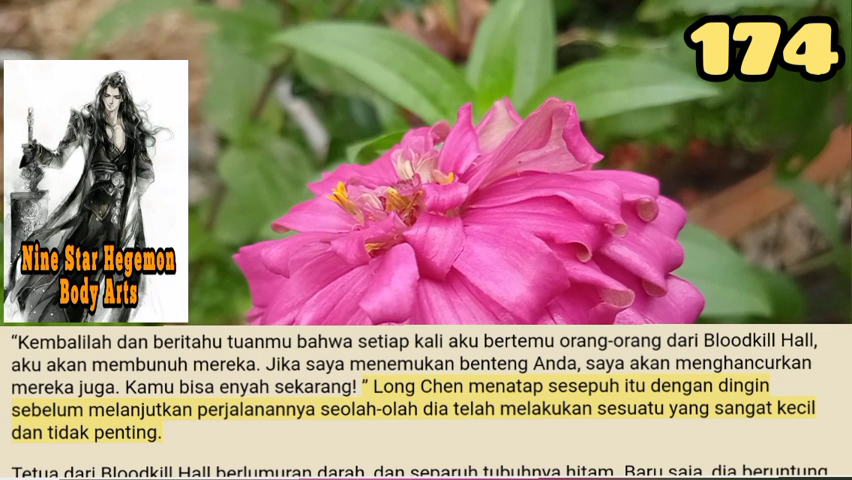 174
Nine Star Hegemon
Body Arts
“Kembalilah dan beritahu tuanmu bahwa setiap kali aku bertemu orang-orang dari Bloodkill Hall,
aku akan membunuh mereka. Jika saya menemukan benteng Anda, saya akan menghancurkan
mereka juga. Kamu bisa enyah sekarang! ” Long Chen menatap sesepuh itu dengan dingin
sebelum melanjutkan perjalanannya seolah-olah dia telah melakukan sesuatu yang sangat kecil
dan tidak penting.
Tetua dari Bloodkill Hall berlumuran darah, dan separuh tubuhnya hitam. Baru saja, dia beruntung